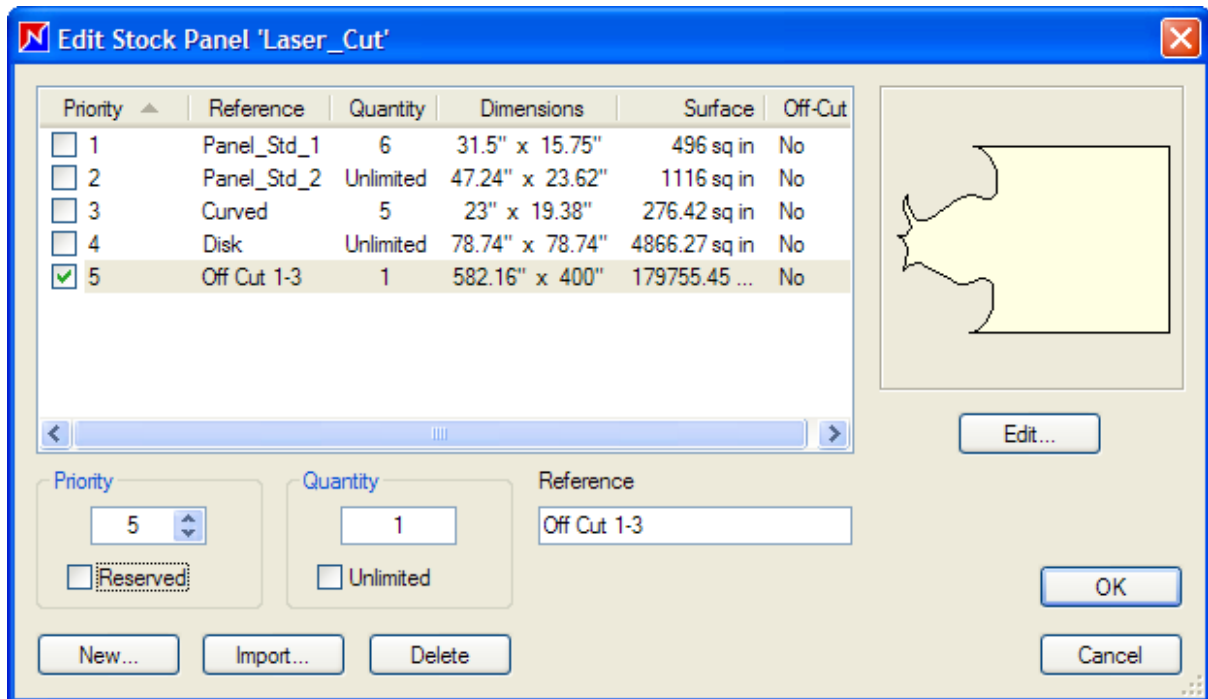 Edit Stock Panel 'Laser_Cut'
Priority Reference Quantity Dimensions Surface Off-Cut
1 Panel_Std_1 6 31.5" x 15.75" 496 sq in No
2 Panel_Std_2 Unlimited 47.24" x 23.62" 1116 sq in No
3 Curved 5 23" x 19.38" 276.42 sq in No
4 Disk Unlimited 78.74" x 78.74" 4866.27 sq in No
5 Off Cut 1-3 1 582.16" x 400" 179755.45 ... No
Edit...
Priority Quantity Reference
5 1 Off Cut 1-3
Reserved Unlimited
OK
New... Import... Delete Cancel